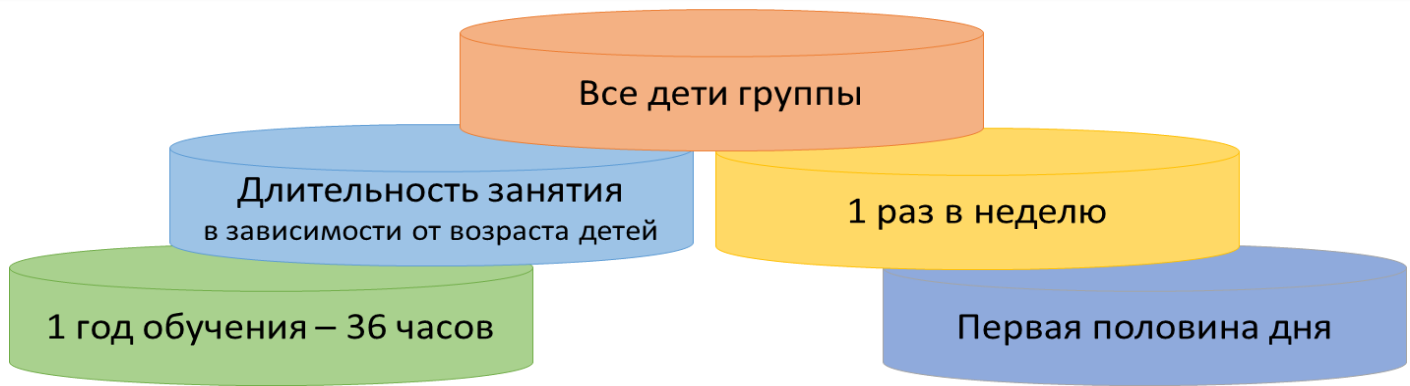 Все дети группы
Длительность занятия
в зависимости от возраста детей
1 раз в неделю
1 год обучения – 36 часов
Первая половина дня